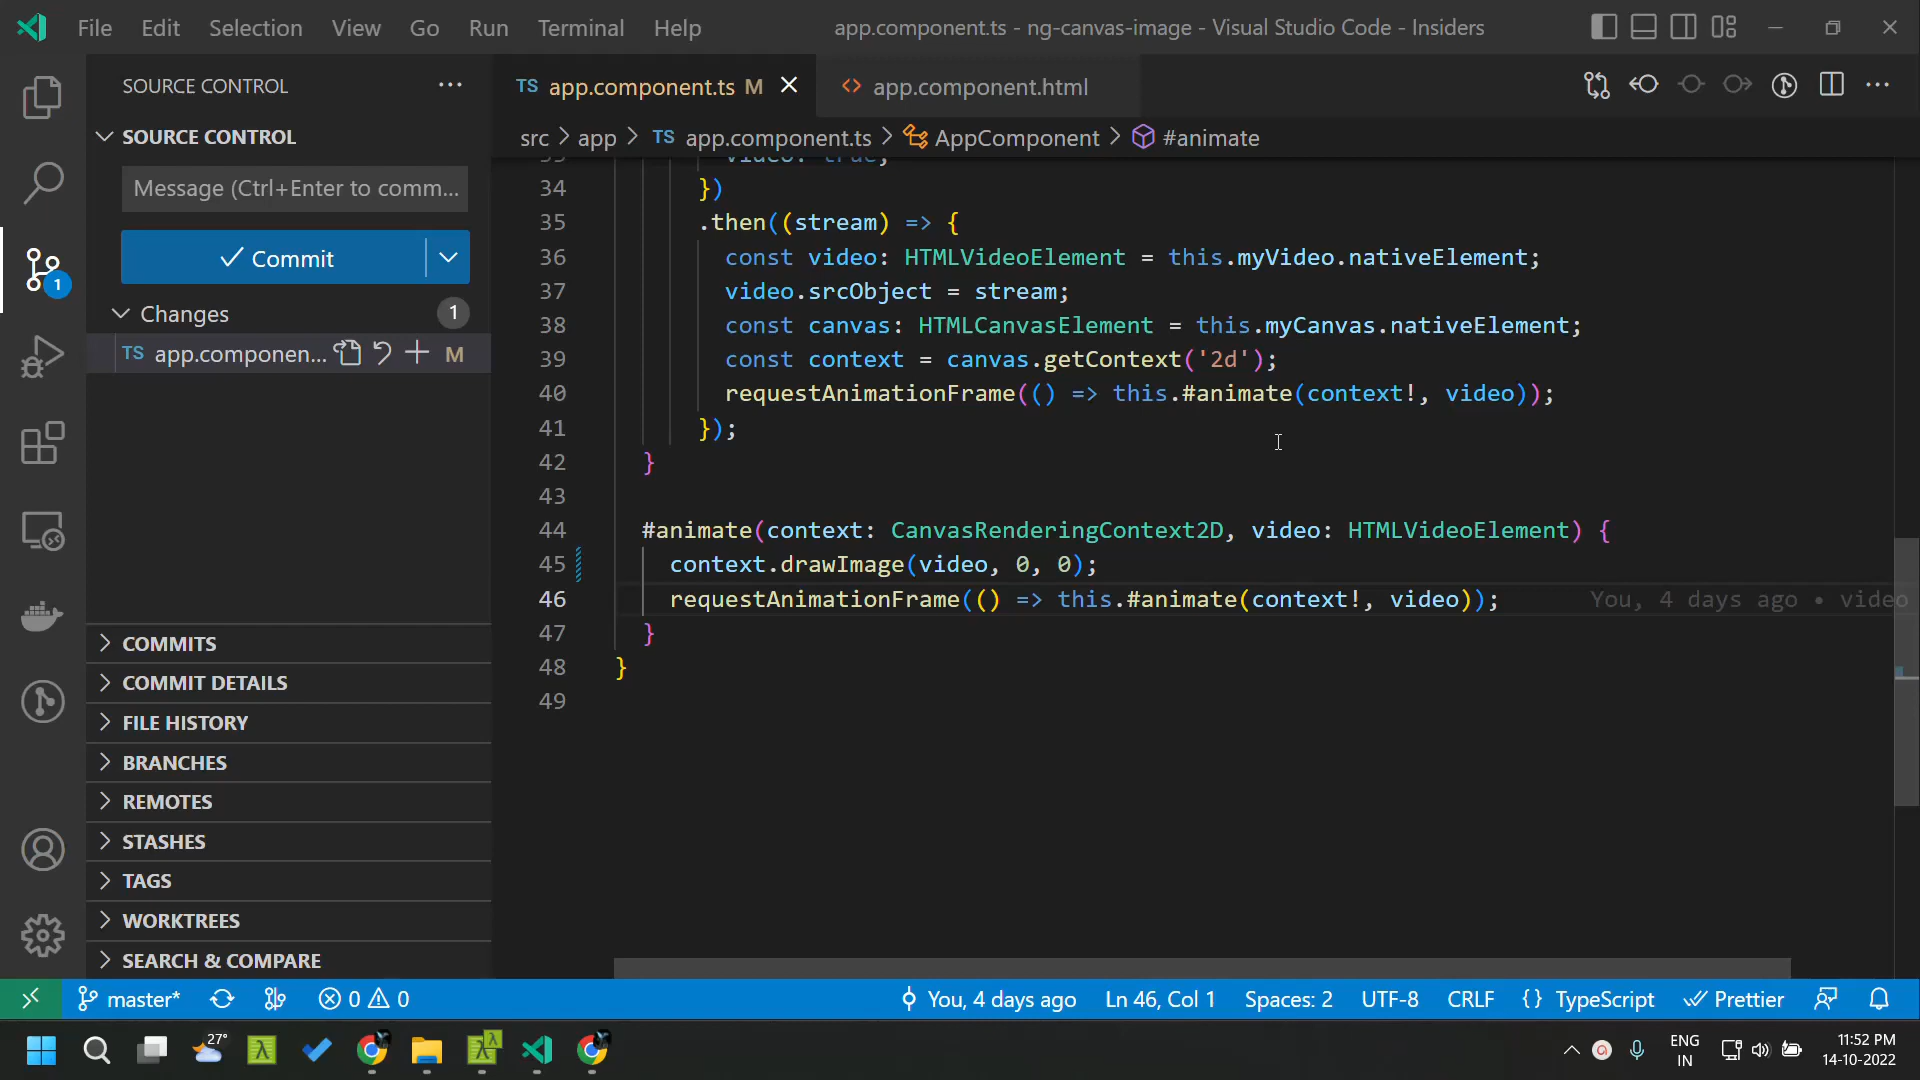 File Edit Selection View Go Run Terminal Help
app.component.ts - ng-canvas-image - Visual Studio Code - Insiders
SOURCE CONTROL
SOURCE CONTROL
Message (Ctrl+Enter to comm...
Commit
Changes 1
TS app.componen... M
1
COMMITS
COMMIT DETAILS
FILE HISTORY
BRANCHES
REMOTES
STASHES
TAGS
WORKTREES
SEARCH & COMPARE
TS app.component.ts M
app.component.html
src > app > TS app.component.ts > AppComponent > #animate
video: true,
34 })
35 .then((stream) => {
36 const video: HTMLVideoElement = this.myVideo.nativeElement;
37 video.srcObject = stream;
38 const canvas: HTMLCanvasElement = this.myCanvas.nativeElement;
39 const context = canvas.getContext('2d');
40 requestAnimationFrame(() => this.#animate(context!, video));
41 });
42 }
43
44 #animate(context: CanvasRenderingContext2D, video: HTMLVideoElement) {
45 context.drawImage(video, 0, 0);
46 requestAnimationFrame(() => this.#animate(context!, video)); You, 4 days ago • video
47 }
48 }
49
master* 0 0 You, 4 days ago Ln 46, Col 1 Spaces: 2 UTF-8 CRLF {} TypeScript Prettier
27°
ENG
IN
11:52 PM
14-10-2022